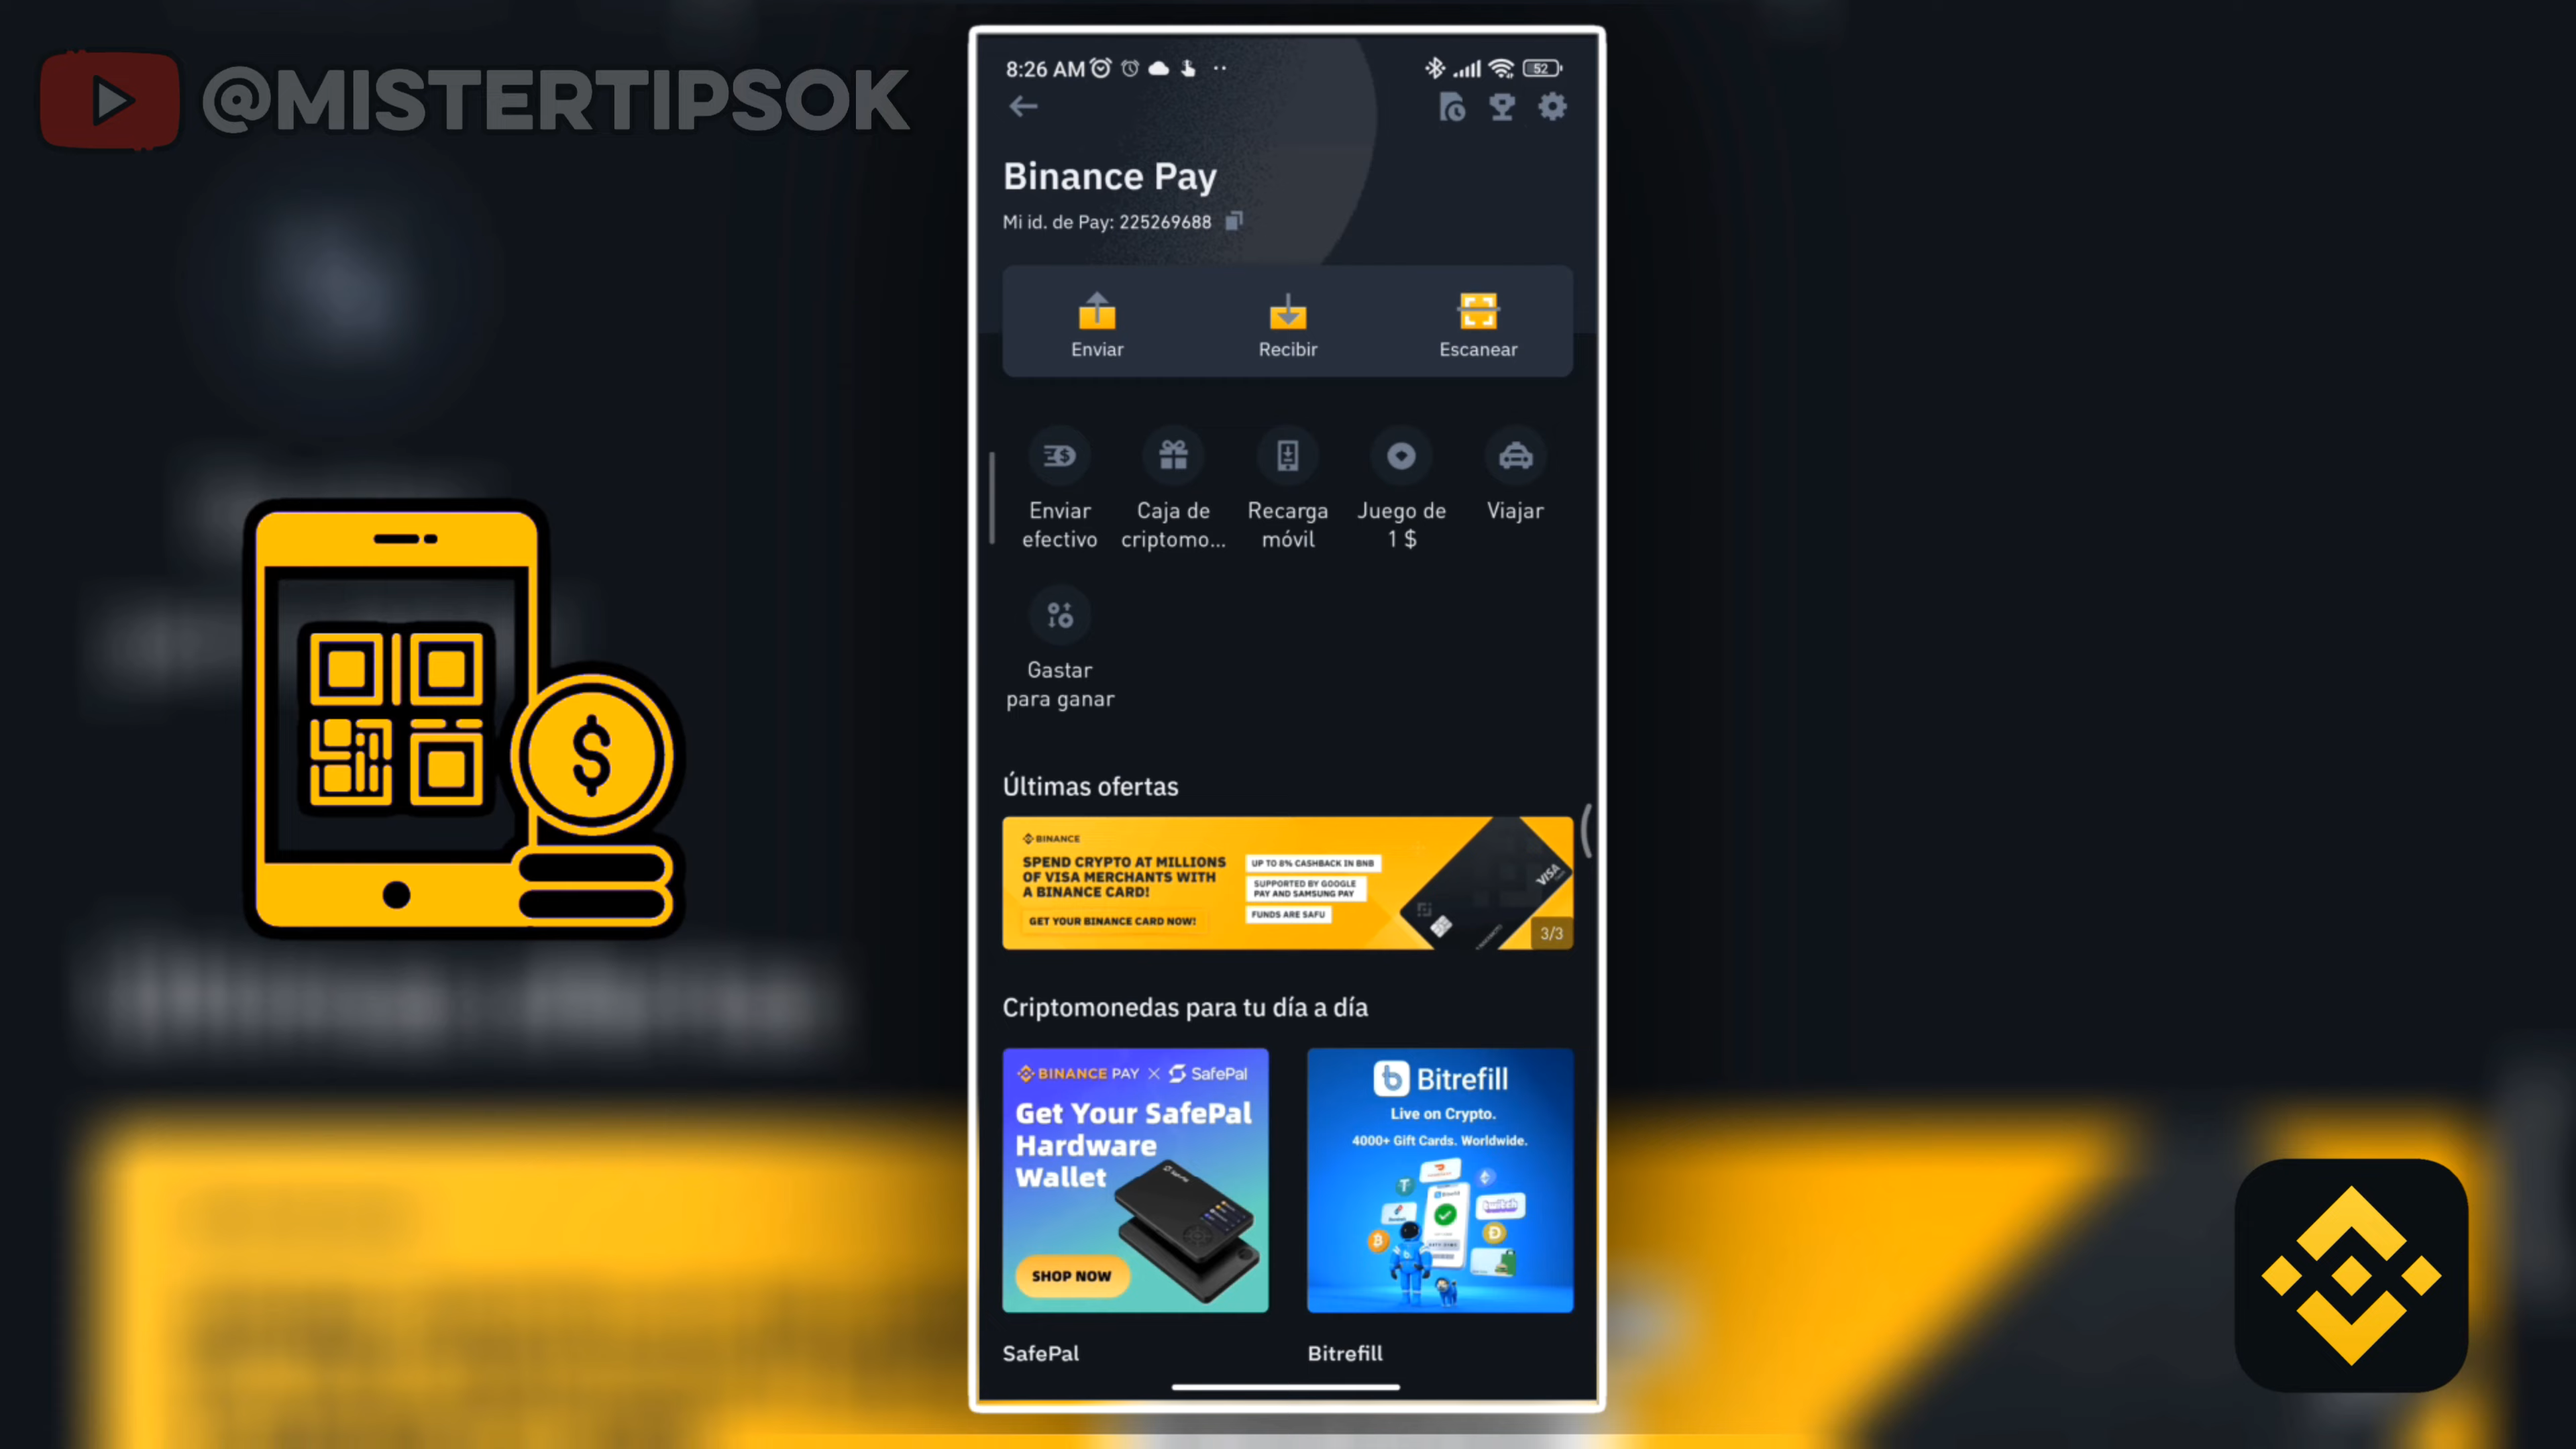 @MISTERTIPSOK
8:26 AM
52
Binance Pay
Mi id. de Pay: 225269688
Enviar
Recibir
Escanear
Enviar efectivo
Caja de criptomo...
Recarga móvil
Juego de 1 $
Viajar
Gastar para ganar
Últimas ofertas
BINANCE
SPEND CRYPTO AT MILLIONS
OF VISA MERCHANTS WITH
A BINANCE CARD!
GET YOUR BINANCE CARD NOW!
UP TO 8% CASHBACK IN BNB
SUPPORTED BY GOOGLE
PAY AND SAMSUNG PAY
FUNDS ARE SAFU
VISA
3/3
Criptomonedas para tu día a día
BINANCE PAY X SafePal
Get Your SafePal
Hardware
Wallet
SHOP NOW
SafePal
Bitrefill
Live on Crypto.
4000+ Gift Cards. Worldwide.
twitch
Bitrefill